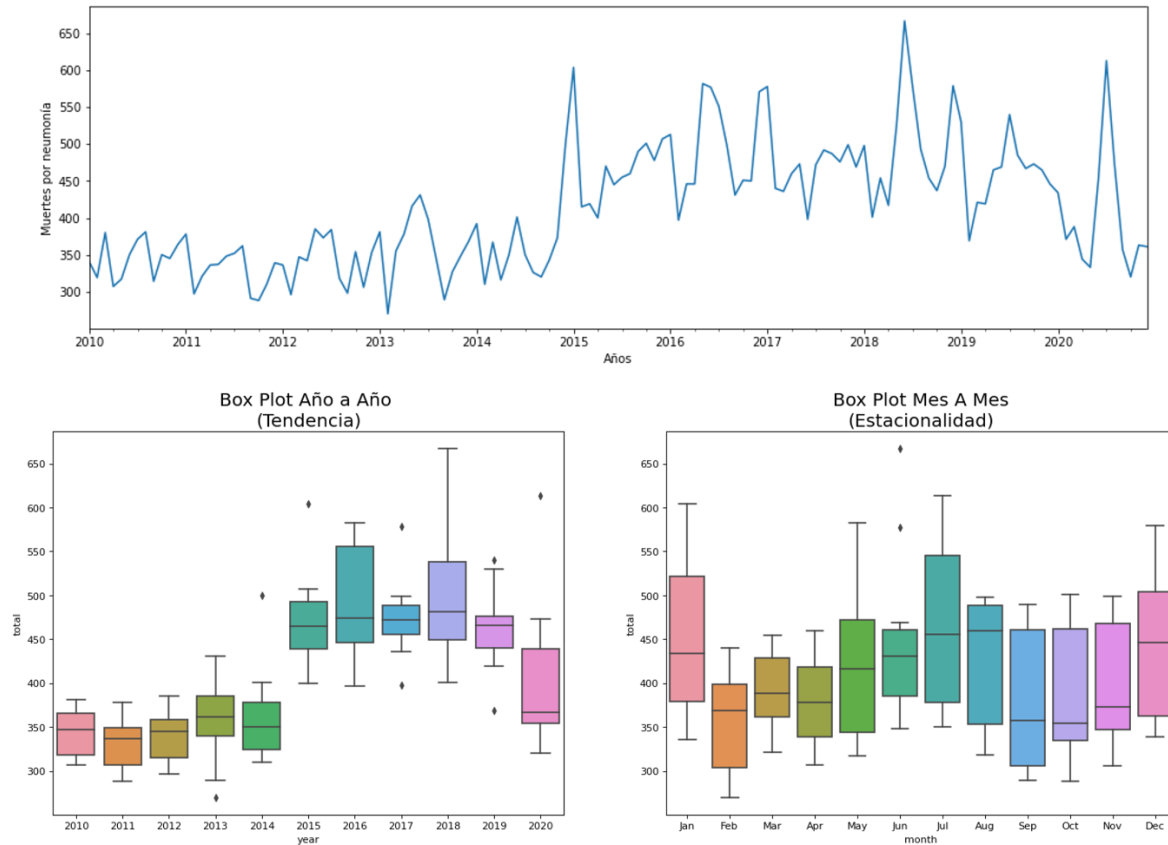 650
600
550
500
450
400
350
300
Muertes por neumonía
2010 2011 2012 2013 2014 2015 2016 2017 2018 2019 2020
Años
Box Plot Año a Año
(Tendencia)
650
600
550
500
450
400
350
300
total
2010 2011 2012 2013 2014 2015 2016 2017 2018 2019 2020
year
Box Plot Mes A Mes
(Estacionalidad)
650
600
550
500
450
400
350
300
total
Jan Feb Mar Apr May Jun Jul Aug Sep Oct Nov Dec
month